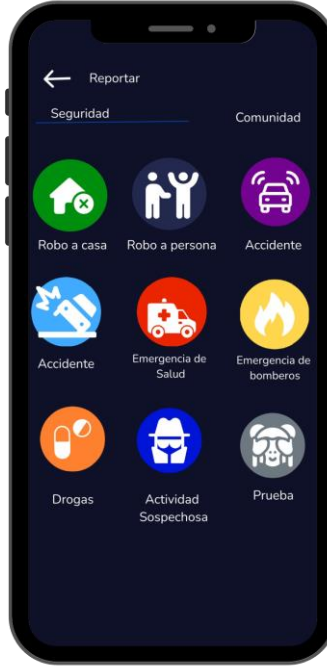 Reportar
Seguridad
Comunidad
Robo a casa
Robo a persona
Accidente
Accidente
Emergencia de
Salud
Emergencia de
bomberos
Drogas
Actividad
Sospechosa
Prueba